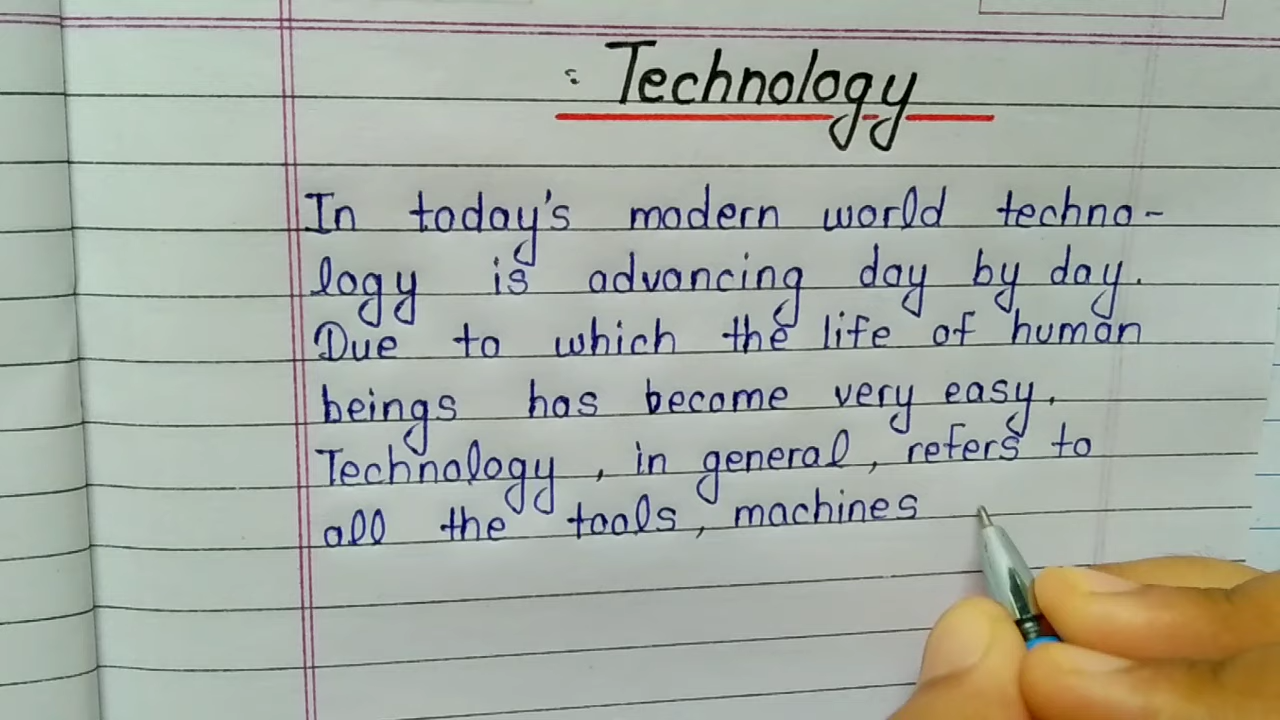 : Technology
In today's modern world techno-
logy is advancing day by day.
Due to which the life of human
beings has become very easy.
Technology, in general, refers to
all the tools, machines